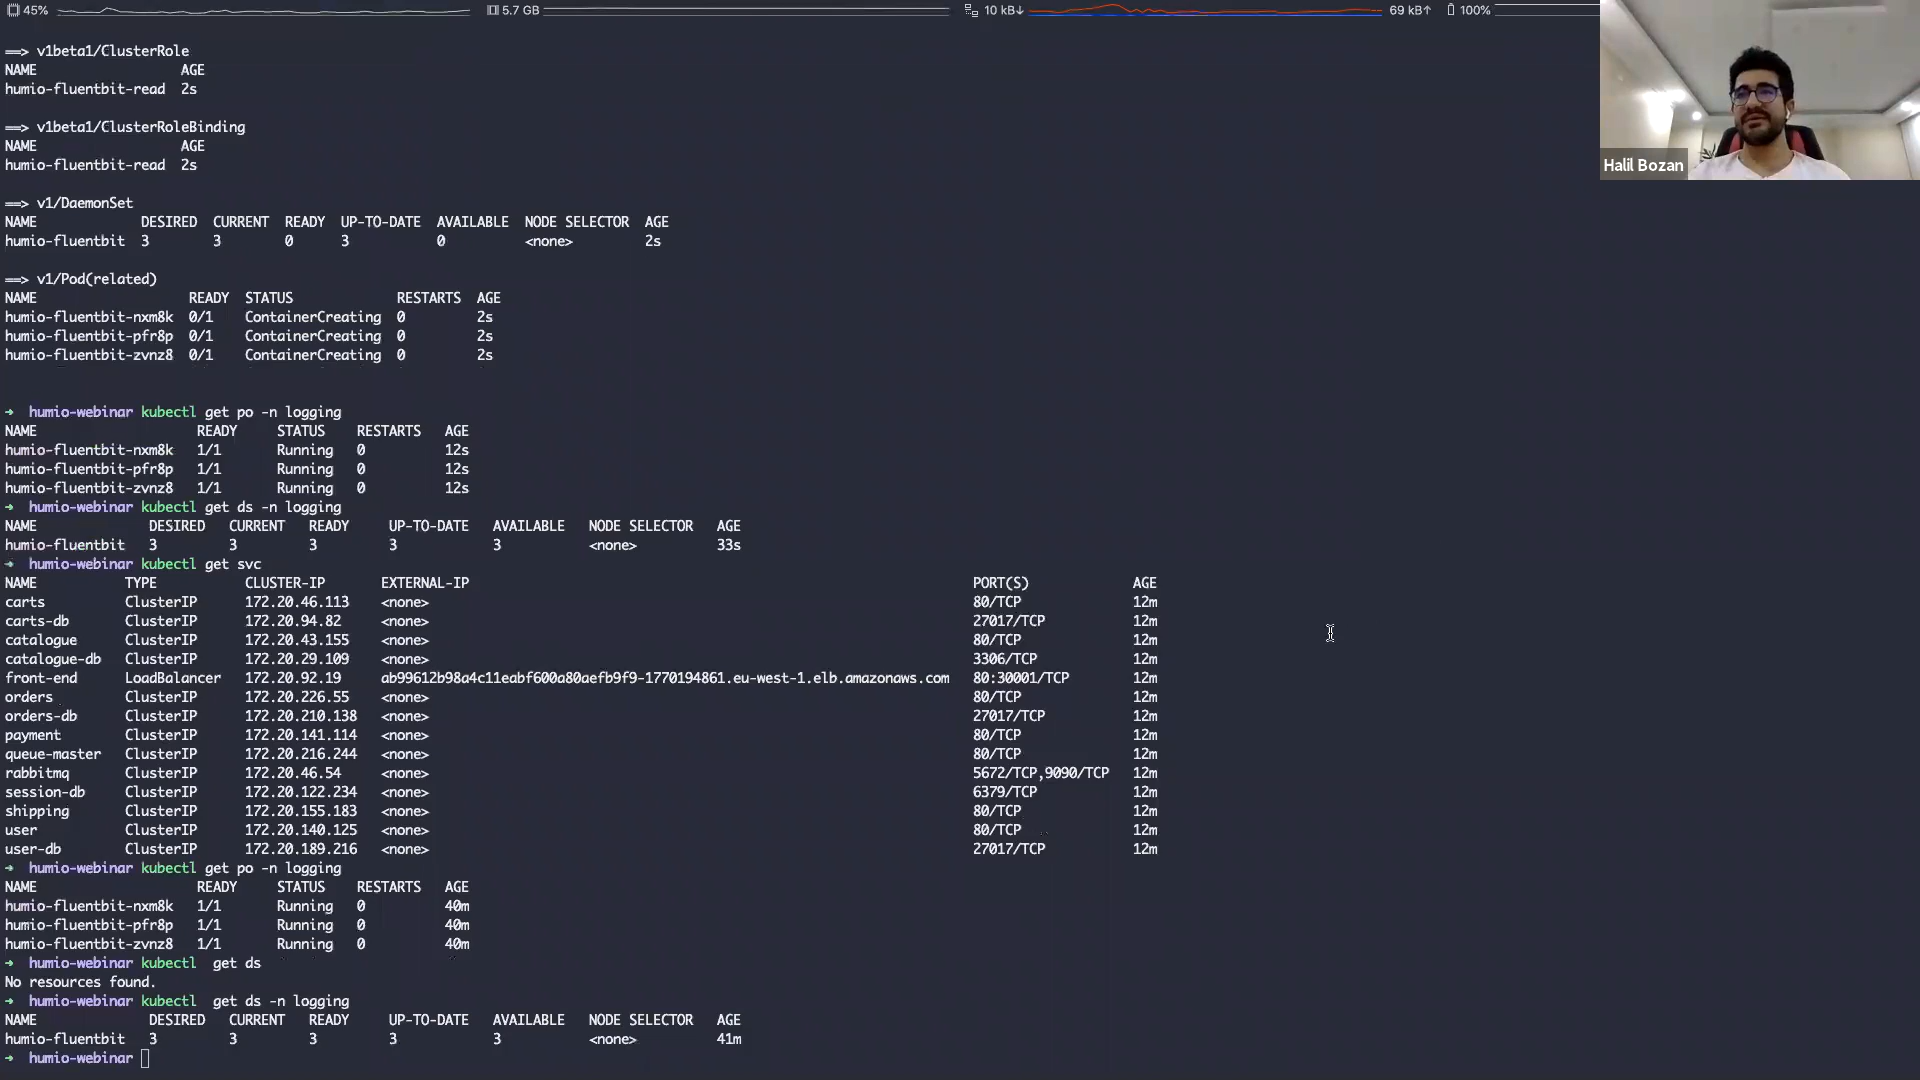 45% 5.7 GB 10 kB↓ 69 kB↑ 100%
==> v1beta1/ClusterRole
NAME AGE
humio-fluentbit-read 2s
==> v1beta1/ClusterRoleBinding
NAME AGE
humio-fluentbit-read 2s
Halil Bozan
==> v1/DaemonSet
NAME DESIRED CURRENT READY UP-TO-DATE AVAILABLE NODE SELECTOR AGE
humio-fluentbit 3 3 0 3 0 <none> 2s
==> v1/Pod(related)
NAME READY STATUS RESTARTS AGE
humio-fluentbit-nxm8k 0/1 ContainerCreating 0 2s
humio-fluentbit-pfr8p 0/1 ContainerCreating 0 2s
humio-fluentbit-zvnz8 0/1 ContainerCreating 0 2s
→ humio-webinar kubectl get po -n logging
NAME READY STATUS RESTARTS AGE
humio-fluentbit-nxm8k 1/1 Running 0 12s
humio-fluentbit-pfr8p 1/1 Running 0 12s
humio-fluentbit-zvnz8 1/1 Running 0 12s
→ humio-webinar kubectl get ds -n logging
NAME DESIRED CURRENT READY UP-TO-DATE AVAILABLE NODE SELECTOR AGE
humio-fluentbit 3 3 3 3 3 <none> 33s
→ humio-webinar kubectl get svc
NAME TYPE CLUSTER-IP EXTERNAL-IP PORT(S) AGE
carts ClusterIP 172.20.46.113 <none> 80/TCP 12m
carts-db ClusterIP 172.20.94.82 <none> 27017/TCP 12m
catalogue ClusterIP 172.20.43.155 <none> 80/TCP 12m
catalogue-db ClusterIP 172.20.29.109 <none> 3306/TCP 12m
front-end LoadBalancer 172.20.92.19 ab99612b98a4c11eabf600a80aefb9f9-1770194861.eu-west-1.elb.amazonaws.com 80:30001/TCP 12m
orders ClusterIP 172.20.226.55 <none> 80/TCP 12m
orders-db ClusterIP 172.20.210.138 <none> 27017/TCP 12m
payment ClusterIP 172.20.141.114 <none> 80/TCP 12m
queue-master ClusterIP 172.20.216.244 <none> 80/TCP 12m
rabbitmq ClusterIP 172.20.46.54 <none> 5672/TCP,9090/TCP 12m
session-db ClusterIP 172.20.122.234 <none> 6379/TCP 12m
shipping ClusterIP 172.20.155.183 <none> 80/TCP 12m
user ClusterIP 172.20.140.125 <none> 80/TCP 12m
user-db ClusterIP 172.20.189.216 <none> 27017/TCP 12m
→ humio-webinar kubectl get po -n logging
NAME READY STATUS RESTARTS AGE
humio-fluentbit-nxm8k 1/1 Running 0 40m
humio-fluentbit-pfr8p 1/1 Running 0 40m
humio-fluentbit-zvnz8 1/1 Running 0 40m
→ humio-webinar kubectl get ds
No resources found.
→ humio-webinar kubectl get ds -n logging
NAME DESIRED CURRENT READY UP-TO-DATE AVAILABLE NODE SELECTOR AGE
humio-fluentbit 3 3 3 3 3 <none> 41m
→ humio-webinar